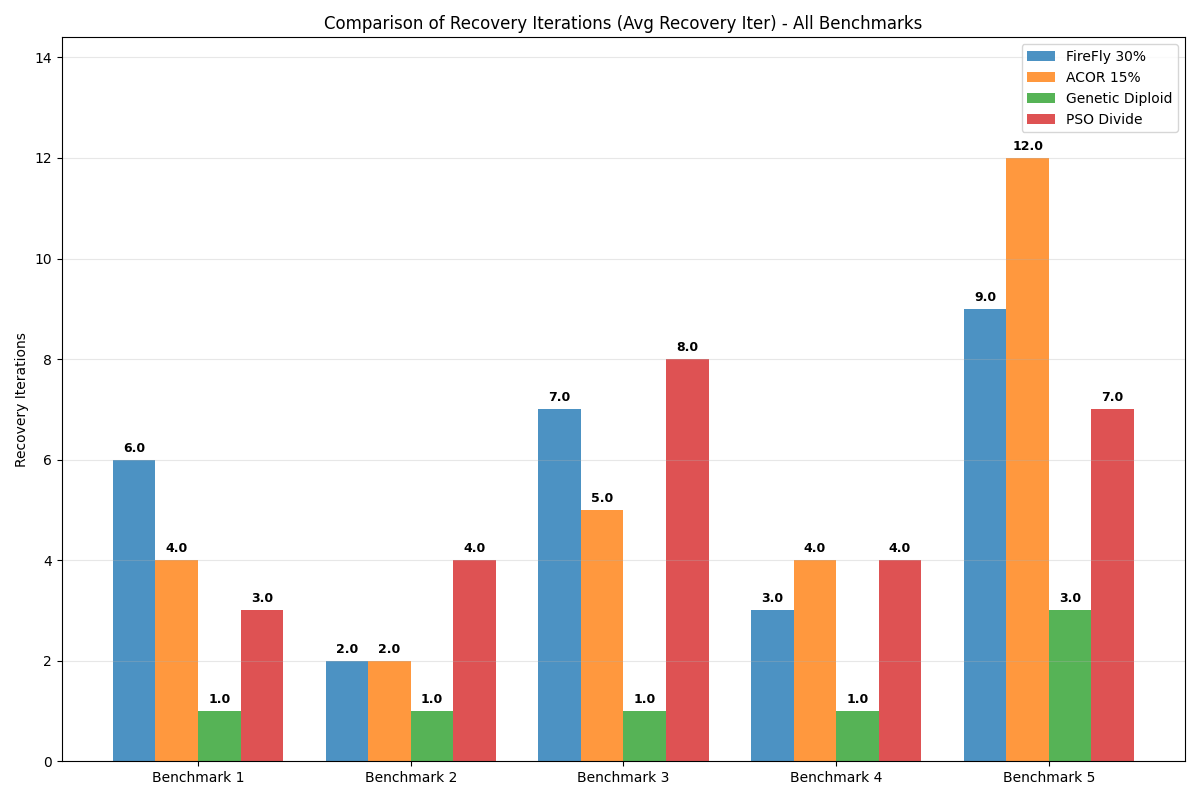 Comparison of Recovery Iterations (Avg Recovery Iter) - All Benchmarks
FireFly 30%
ACOR 15%
Genetic Diploid
PSO Divide
Recovery Iterations
14
12
10
8
6
4
2
0
6.0
4.0
1.0
3.0
2.0
2.0
1.0
4.0
7.0
5.0
1.0
8.0
3.0
4.0
1.0
4.0
9.0
12.0
3.0
7.0
Benchmark 1
Benchmark 2
Benchmark 3
Benchmark 4
Benchmark 5